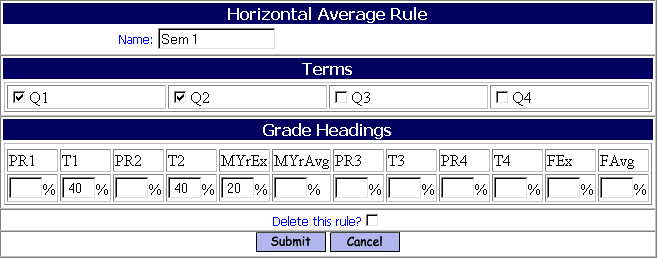 Horizontal Average Rule
Name: Sem 1
Terms
Q1 Q2 Q3 Q4
Grade Headings
PR1 T1 PR2 T2 MYrEx MYrAvg PR3 T3 PR4 T4 FEx FAvg
% 40 % % 40 % 20 % % % % % % % %
Delete this rule?
Submit Cancel